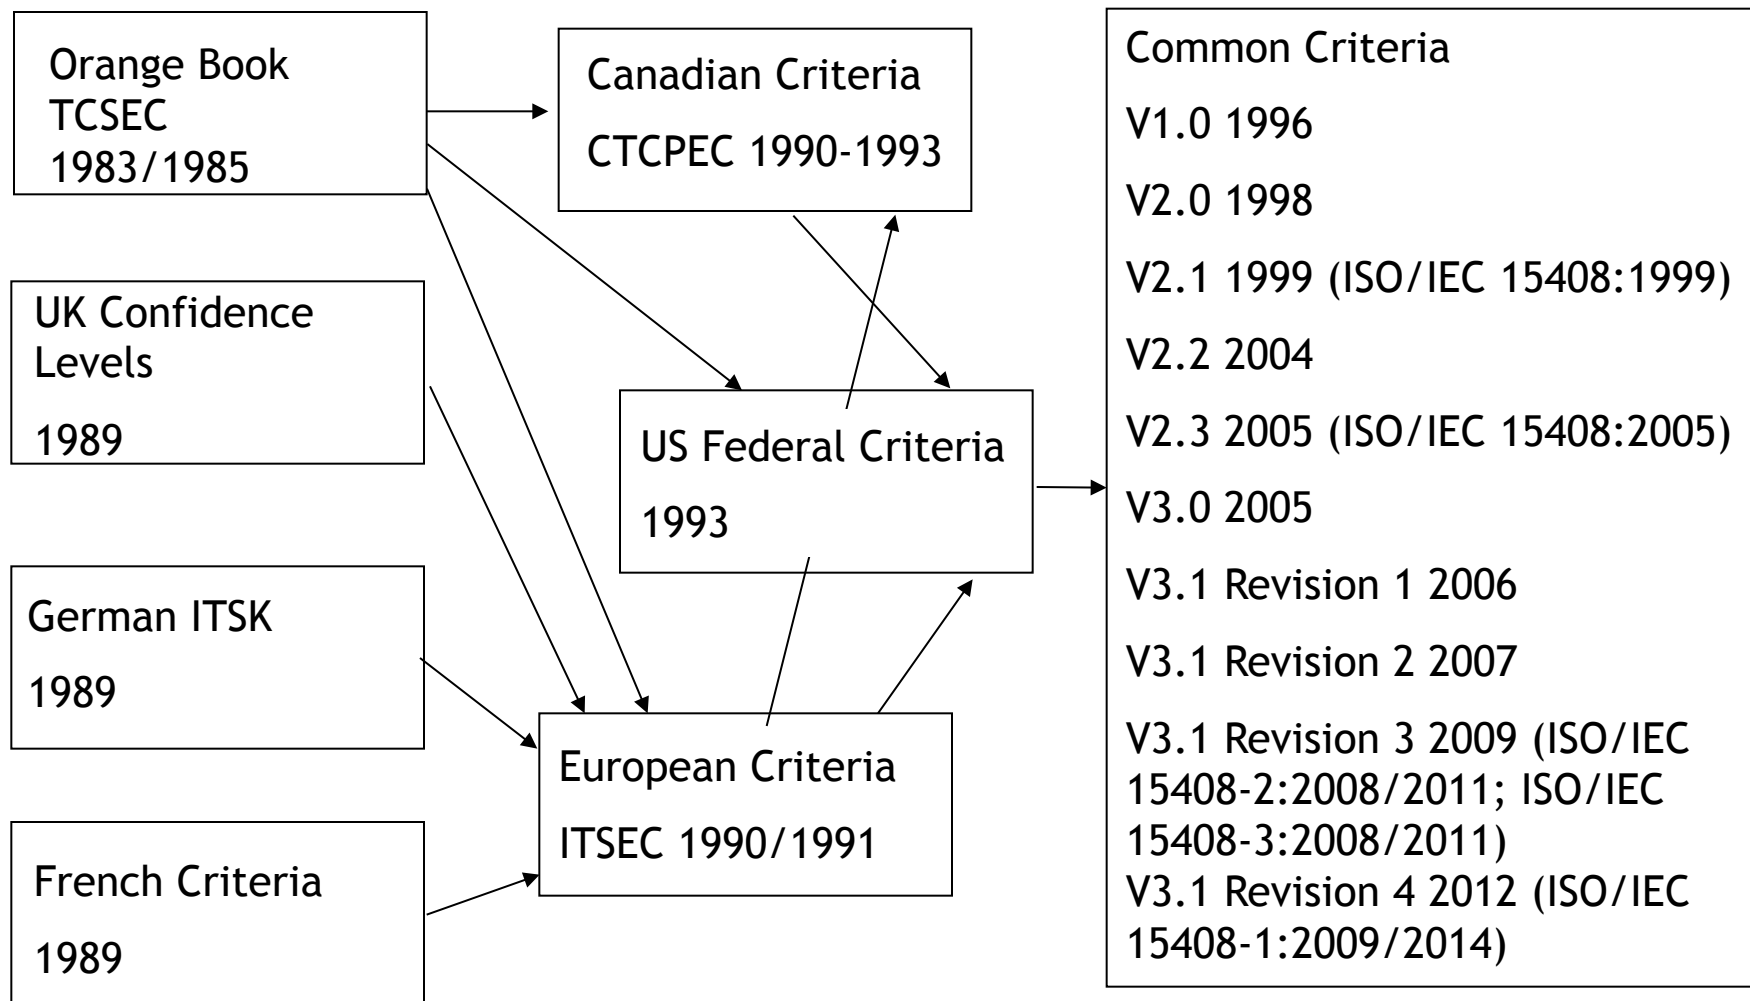 Orange Book
TCSEC
1983/1985
Canadian Criteria
CTCPEC 1990-1993
UK Confidence
Levels
1989
US Federal Criteria
1993
German ITSK
1989
European Criteria
ITSEC 1990/1991
French Criteria
1989
Common Criteria
V1.0 1996
V2.0 1998
V2.1 1999 (ISO/IEC 15408:1999)
V2.2 2004
V2.3 2005 (ISO/IEC 15408:2005)
V3.0 2005
V3.1 Revision 1 2006
V3.1 Revision 2 2007
V3.1 Revision 3 2009 (ISO/IEC
15408-2:2008/2011; ISO/IEC
15408-3:2008/2011)
V3.1 Revision 4 2012 (ISO/IEC
15408-1:2009/2014)